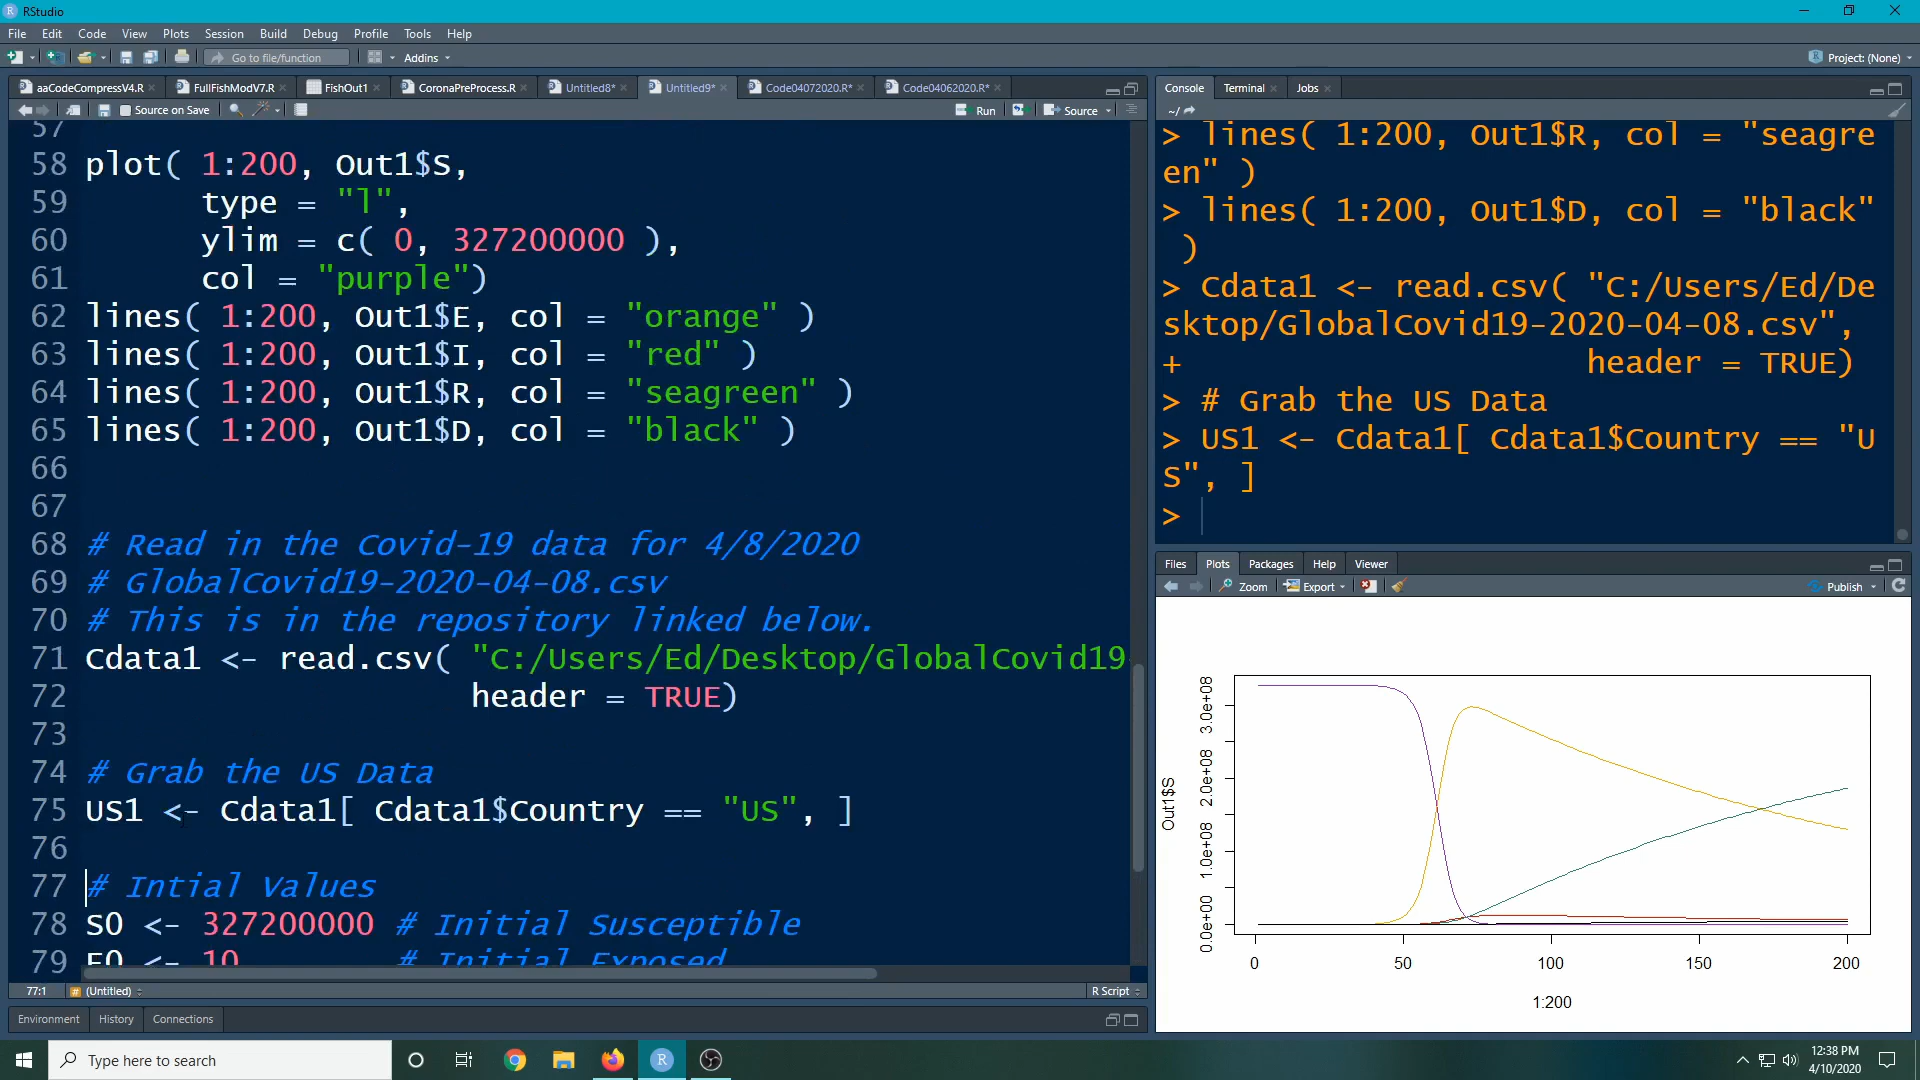 RStudio
File Edit Code View Plots Session Build Debug Profile Tools Help
Go to file/function Addins Project: (None)
aaCodeCompressV4.R FullFishModV7.R FishOut1 CoronaPreProcess.R Untitled8* Untitled9* Code04072020.R* Code04062020.R*
Source on Save Run Source
57
58 plot( 1:200, Out1$S,
59 type = "l",
60 ylim = c( 0, 327200000 ),
61 col = "purple")
62 lines( 1:200, Out1$E, col = "orange" )
63 lines( 1:200, Out1$I, col = "red" )
64 lines( 1:200, Out1$R, col = "seagreen" )
65 lines( 1:200, Out1$D, col = "black" )
66
67
68 # Read in the Covid-19 data for 4/8/2020
69 # GlobalCovid19-2020-04-08.csv
70 # This is in the repository linked below.
71 Cdata1 <- read.csv( "C:/Users/Ed/Desktop/GlobalCovid19-
72 header = TRUE)
73
74 # Grab the US Data
75 US1 <- Cdata1[ Cdata1$Country == "US", ]
76
77 # Intial Values
78 S0 <- 327200000 # Initial Susceptible
79 E0 <- 10 # Initial Exposed
77:1 (Untitled) R Script
Environment History Connections
Console Terminal Jobs
~/
> lines( 1:200, Out1$R, col = "seagre
en" )
> lines( 1:200, Out1$D, col = "black"
)
> Cdata1 <- read.csv( "C:/Users/Ed/De
sktop/GlobalCovid19-2020-04-08.csv",
+ header = TRUE)
> # Grab the US Data
> US1 <- Cdata1[ Cdata1$Country == "U
S", ]
>
Files Plots Packages Help Viewer
Zoom Export Publish
Out1$S
3.0e+08
2.0e+08
1.0e+08
0.0e+00
0 50 100 150 200
1:200
Type here to search
12:38 PM
4/10/2020